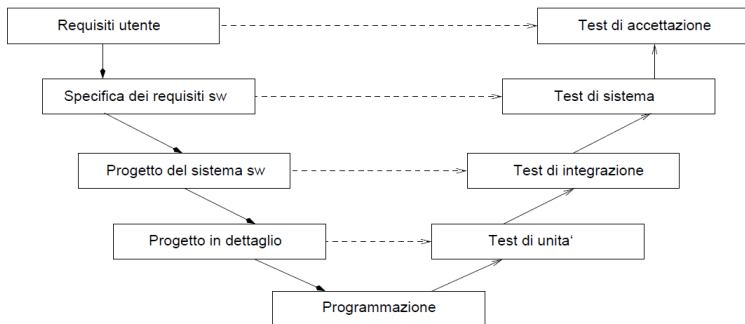 Requisiti utente
Test di accettazione
Specifica dei requisiti sw
Test di sistema
Progetto del sistema sw
Test di integrazione
Progetto in dettaglio
Test di unita‘
Programmazione